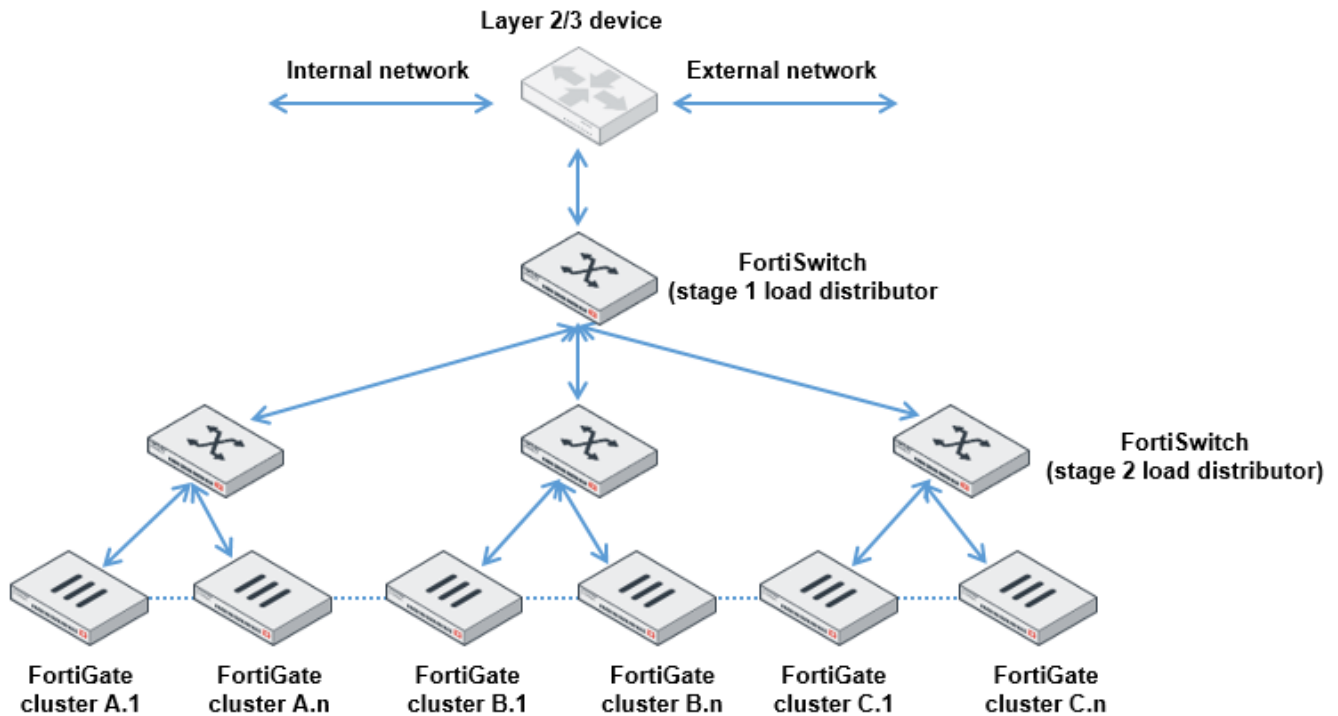 Layer 2/3 device
Internal network
External network
FortiSwitch
(stage 1 load distributor
FortiSwitch
(stage 2 load distributor)
FortiGate
cluster A.1
FortiGate
cluster A.n
FortiGate
cluster B.1
FortiGate
cluster B.n
FortiGate
cluster C.1
FortiGate
cluster C.n